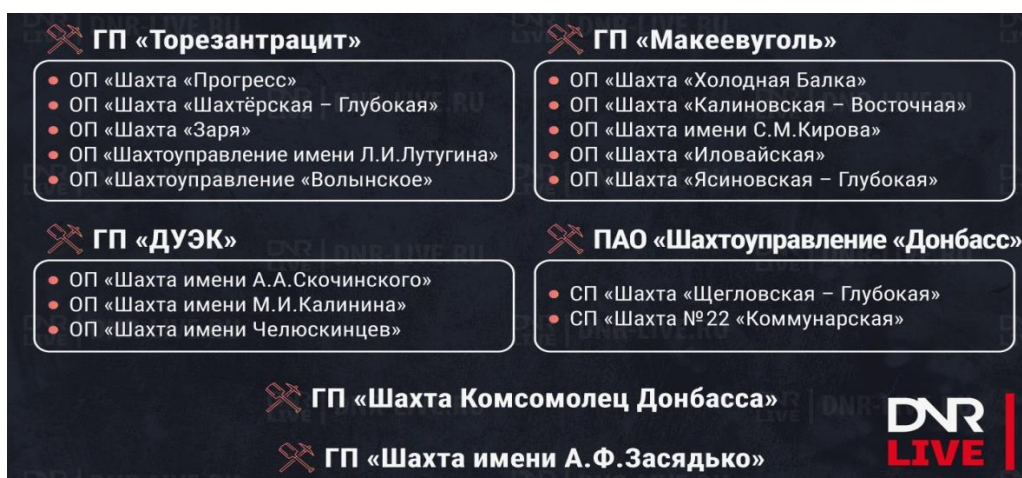 ГП «Торезантрацит»
ОП «Шахта «Прогресс»
ОП «Шахта «Шахтёрская – Глубокая»
ОП «Шахта «Заря»
ОП «Шахтоуправление имени Л.И.Лутугина»
ОП «Шахтоуправление «Волынское»
ГП «Макеевуголь»
ОП «Шахта «Холодная Балка»
ОП «Шахта «Калиновская – Восточная»
ОП «Шахта имени С.М.Кирова»
ОП «Шахта «Иловайская»
ОП «Шахта «Ясиновская – Глубокая»
ГП «ДУЭК»
ОП «Шахта имени А.А.Скочинского»
ОП «Шахта имени М.И.Калинина»
ОП «Шахта имени Челюскинцев»
ПАО «Шахтоуправление «Донбасс»
СП «Шахта «Щегловская – Глубокая»
СП «Шахта №22 «Коммунарская»
ГП «Шахта Комсомолец Донбасса»
ГП «Шахта имени А.Ф.Засядько»
DNR
LIVE